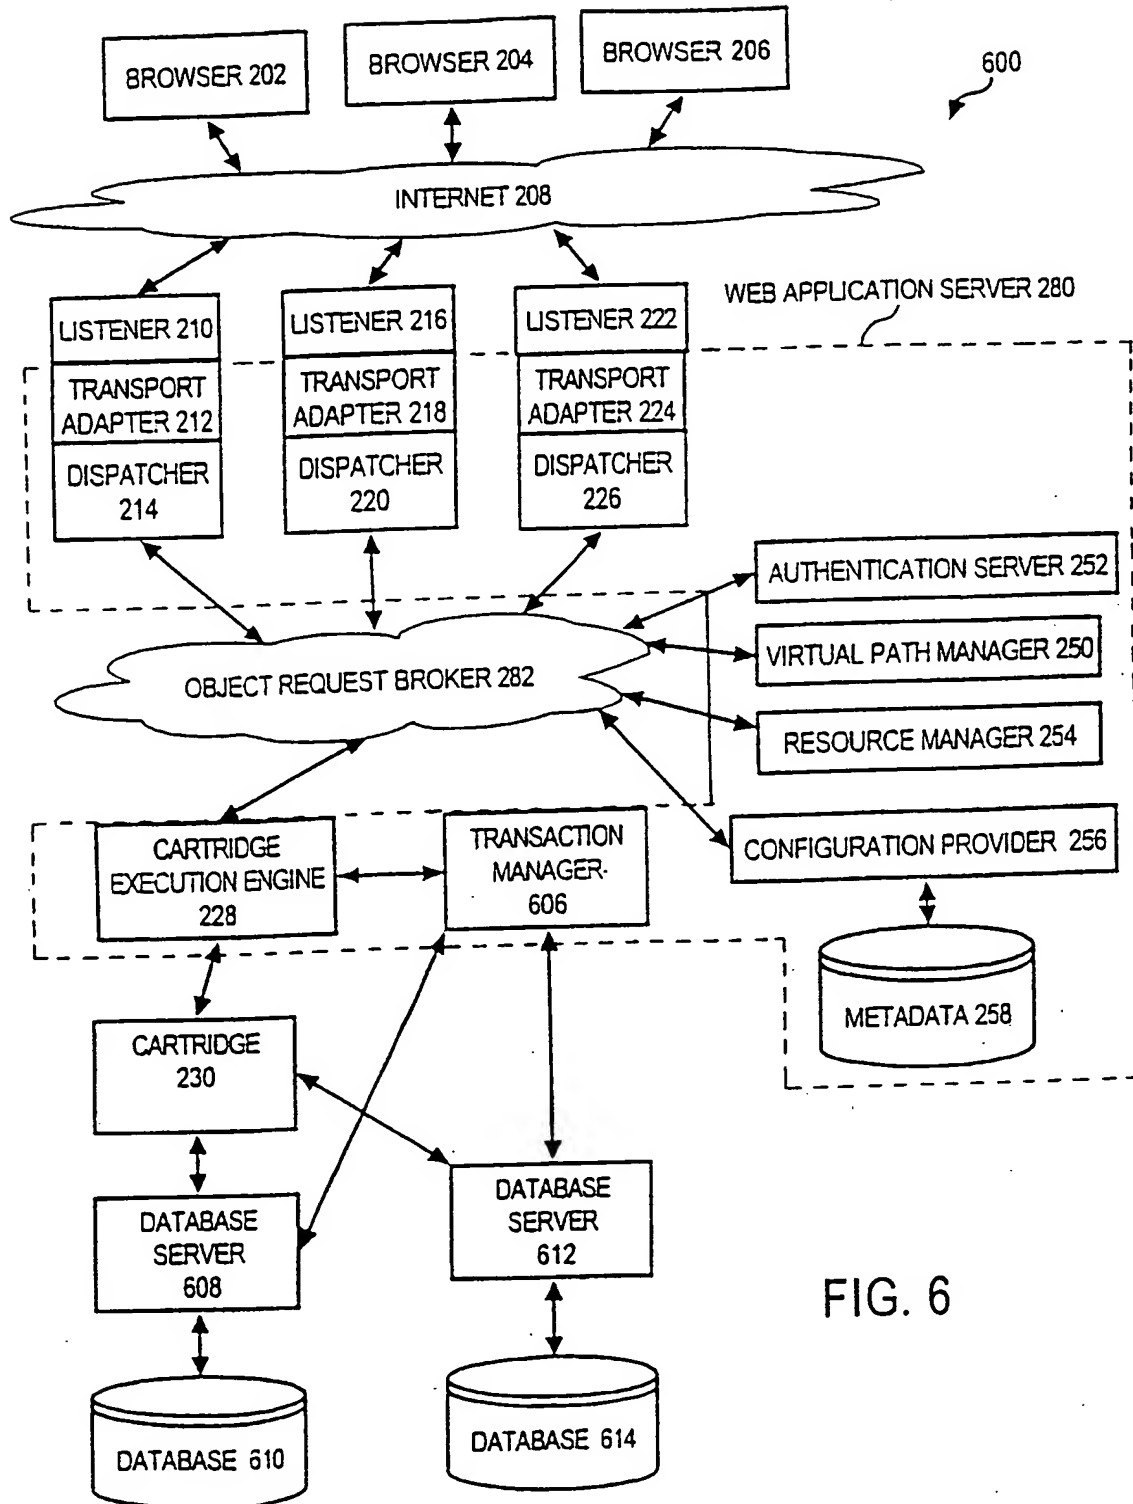 BROWSER 202
BROWSER 204
BROWSER 206
600
INTERNET 208
WEB APPLICATION SERVER 280
LISTENER 210
LISTENER 216
LISTENER 222
TRANSPORT
ADAPTER 212
TRANSPORT
ADAPTER 218
TRANSPORT
ADAPTER 224
DISPATCHER
214
DISPATCHER
220
DISPATCHER
226
AUTHENTICATION SERVER 252
VIRTUAL PATH MANAGER 250
OBJECT REQUEST BROKER 282
RESOURCE MANAGER 254
CARTRIDGE
EXECUTION ENGINE
228
TRANSACTION
MANAGER
606
CONFIGURATION PROVIDER 256
METADATA 258
CARTRIDGE
230
DATABASE
SERVER
608
DATABASE
SERVER
612
FIG. 6
DATABASE 610
DATABASE 614